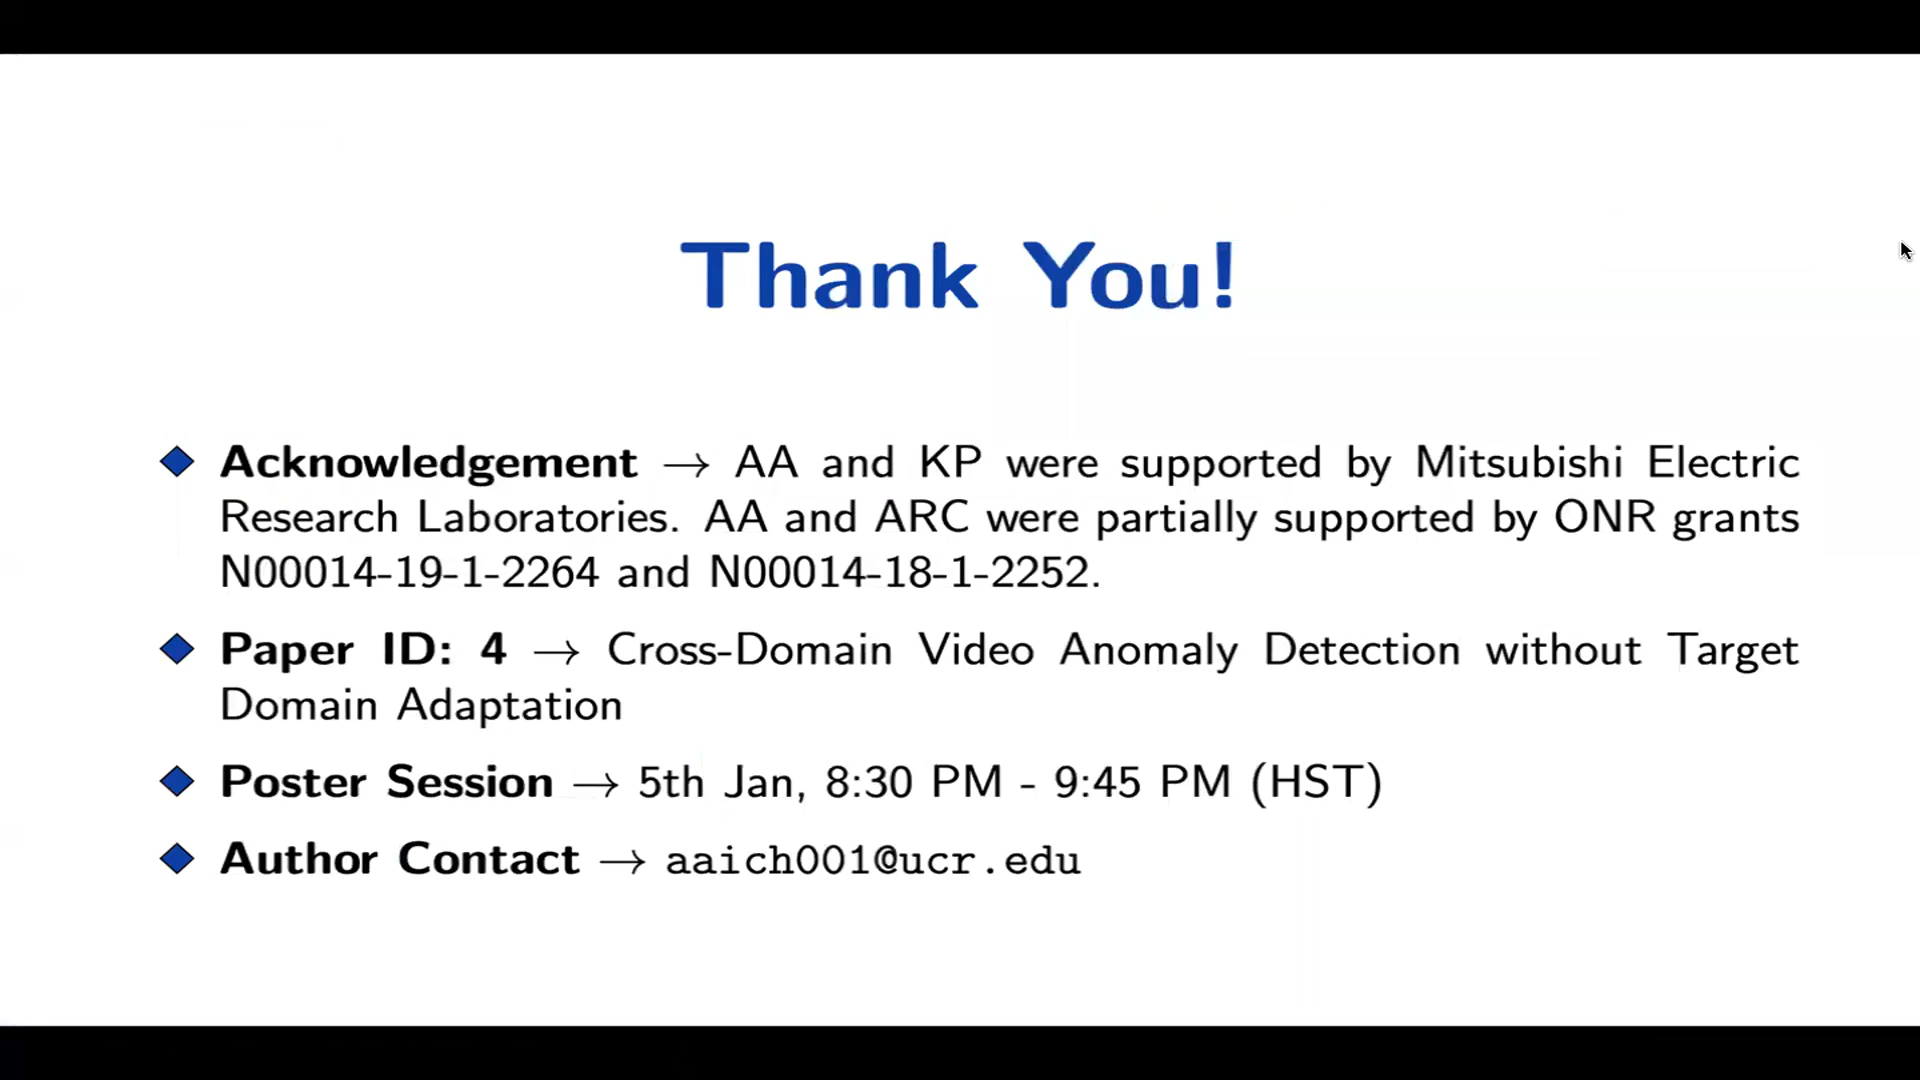 Thank You!
Acknowledgement → AA and KP were supported by Mitsubishi Electric
Research Laboratories. AA and ARC were partially supported by ONR grants
N00014-19-1-2264 and N00014-18-1-2252.
Paper ID: 4 → Cross-Domain Video Anomaly Detection without Target
Domain Adaptation
Poster Session → 5th Jan, 8:30 PM - 9:45 PM (HST)
Author Contact → aaich001@ucr.edu